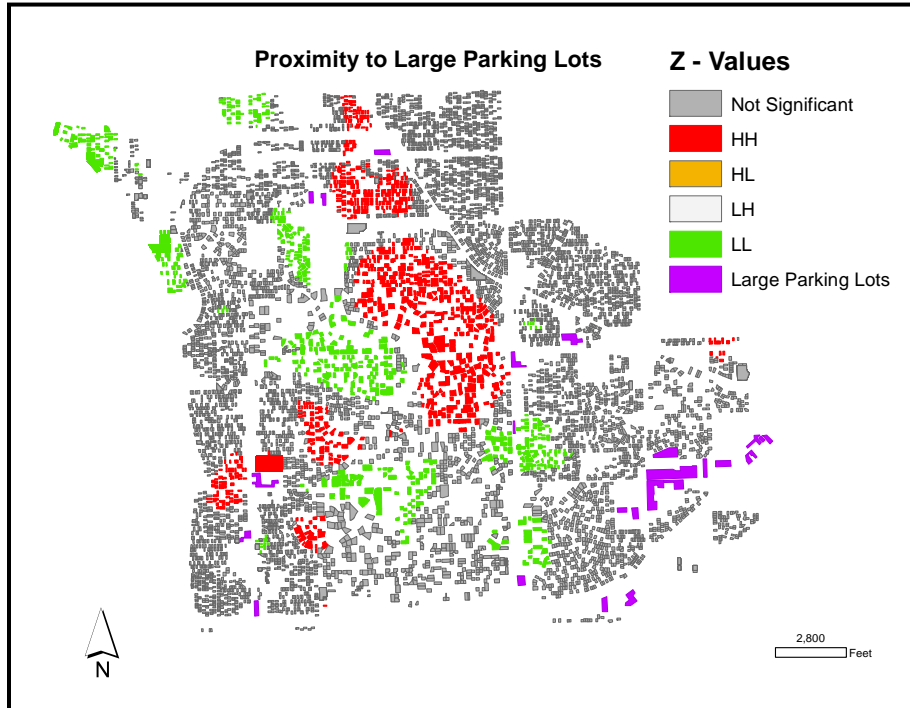 Proximity to Large Parking Lots
Z - Values
Not Significant
HH
HL
LH
LL
Large Parking Lots
N
2,800
Feet